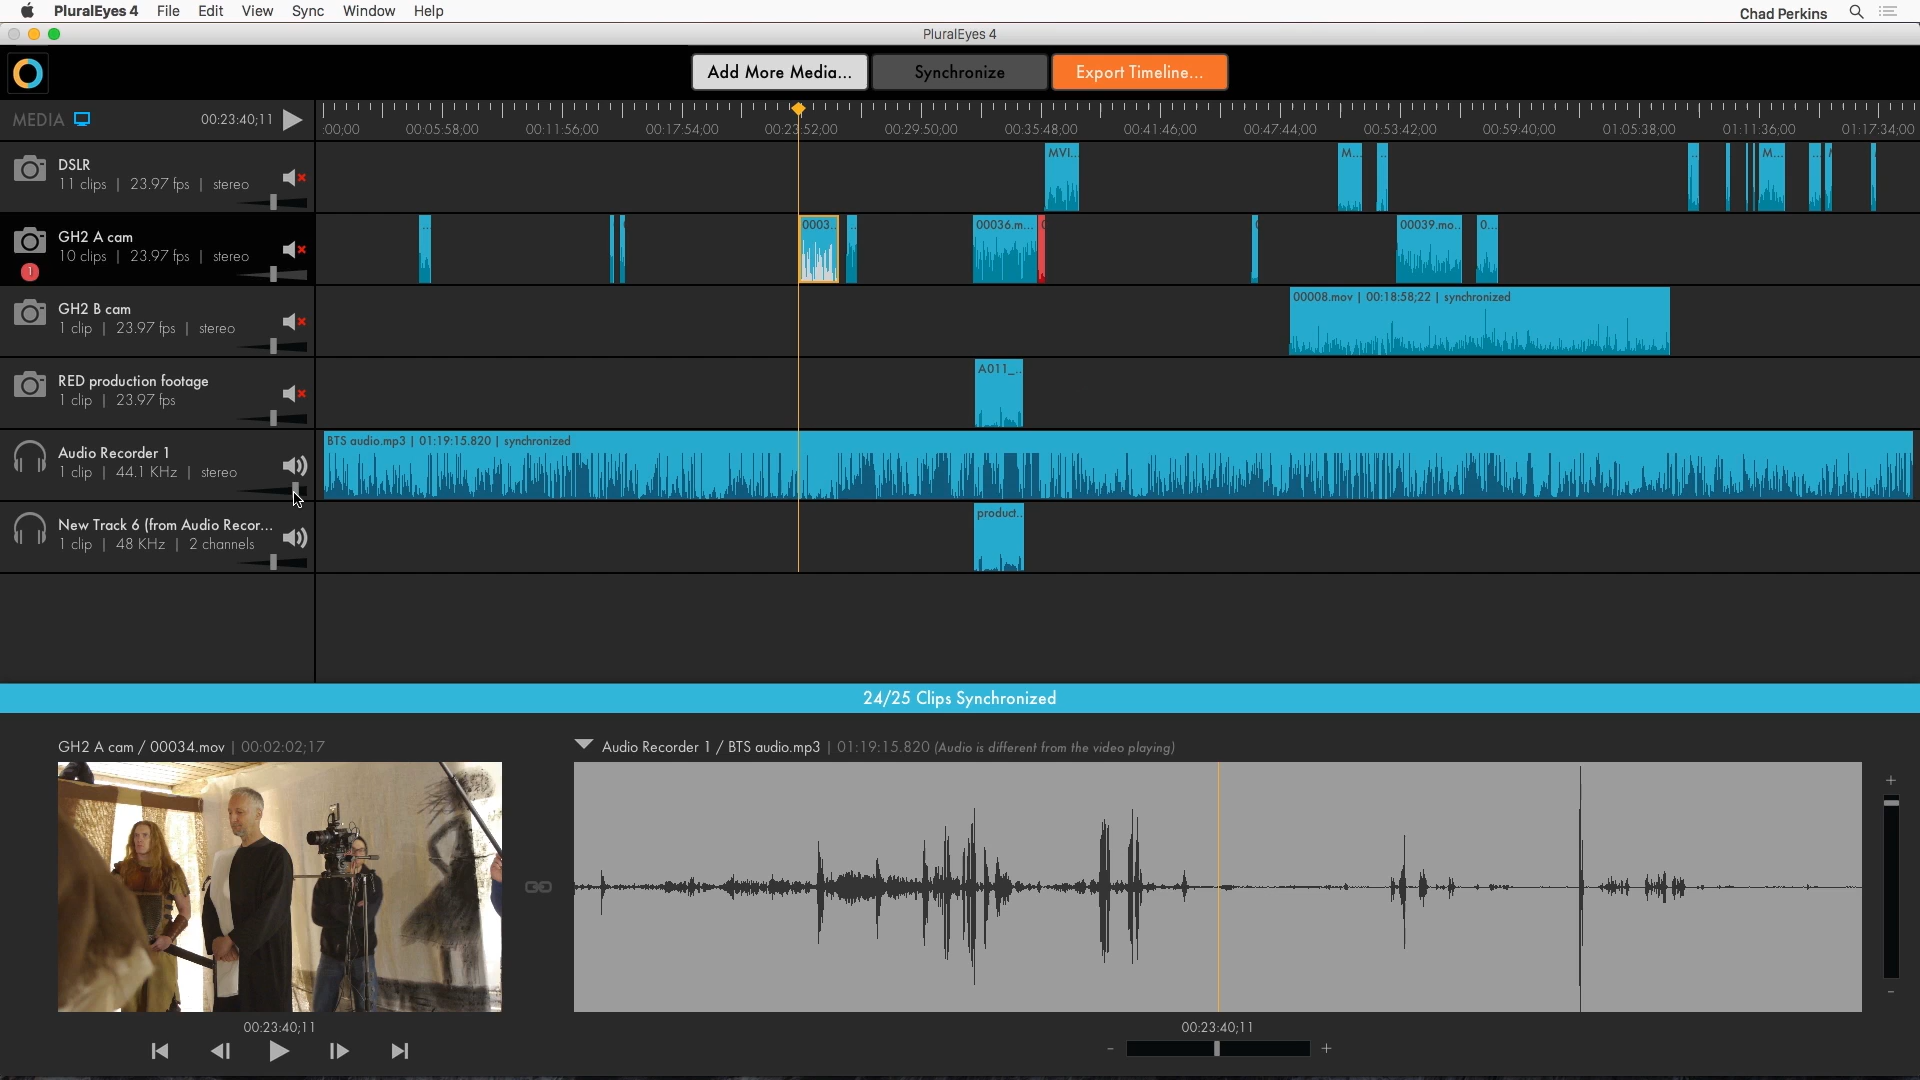 PluralEyes 4 File Edit View Sync Window Help Chad Perkins
PluralEyes 4
Add More Media... Synchronize Export Timeline...
MEDIA 00:23:40;11
:00;00 00:05:58;00 00:11:56;00 00:17:54;00 00:23:52;00 00:29:50;00 00:35:48;00 00:41:46;00 00:47:44;00 00:53:42;00 00:59:40;00 01:05:38;00 01:11:36;00 01:17:34;00
DSLR
11 clips | 23.97 fps | stereo
MVI... M... ... ... M... ...
GH2 A cam
10 clips | 23.97 fps | stereo
1
... 0003.. ... 00036.m... 00039.mo... 0...
GH2 B cam
1 clip | 23.97 fps | stereo
00008.mov | 00:18:58;22 | synchronized
RED production footage
1 clip | 23.97 fps
A011_...
Audio Recorder 1
1 clip | 44.1 KHz | stereo
BTS audio.mp3 | 01:19:15.820 | synchronized
New Track 6 (from Audio Recor...
1 clip | 48 KHz | 2 channels
product...
24/25 Clips Synchronized
GH2 A cam / 00034.mov | 00:02:02;17
Audio Recorder 1 / BTS audio.mp3 | 01:19:15.820 (Audio is different from the video playing)
00:23:40;11
00:23:40;11